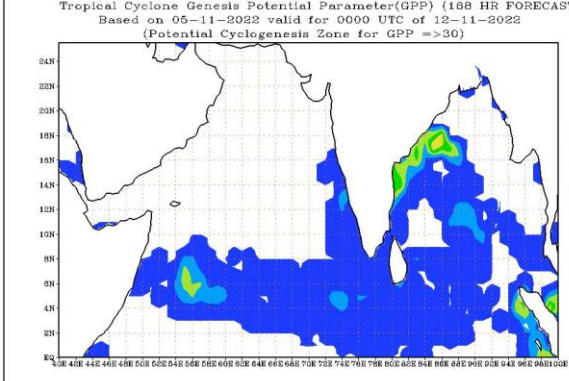 Tropical Cyclone Genesis Potential Parameter(GPP) (168 HR FORECAST
Based on 05-11-2022 valid for 0000 UTC of 12-11-2022
(Potential Cyclogenesis Zone for GPP =>30)
24N
22N
20N
18N
16N
14N
12N
10N
8N
6N
4N
2N
EQ
40E 42E 44E 46E 48E 50E 52E 54E 56E 58E 60E 62E 64E 66E 68E 70E 72E 74E 76E 78E 80E 82E 84E 86E 88E 90E 92E 94E 96E 98E 100E